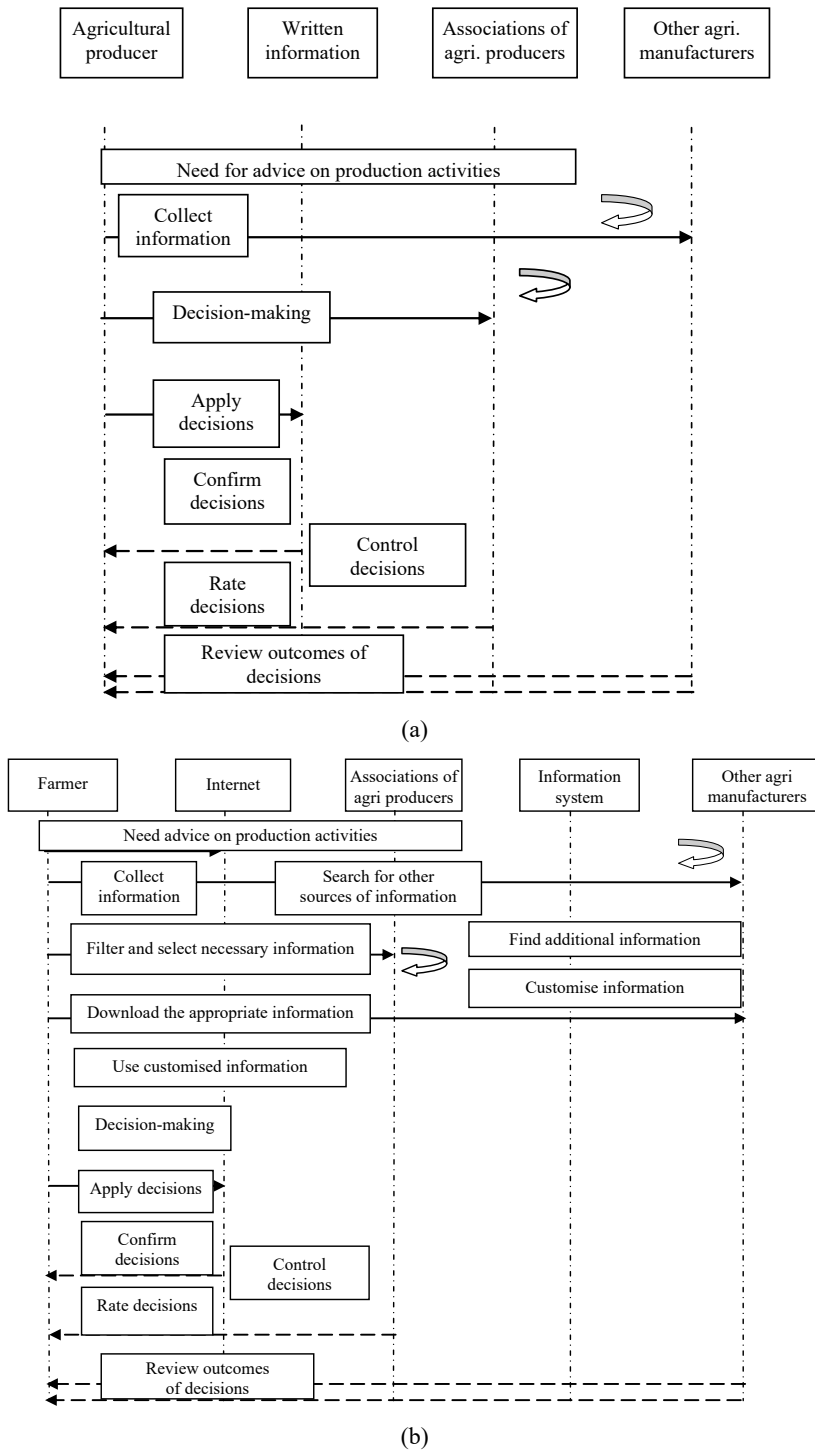 Agricultural
producer
Written
information
Associations of
agri. producers
Other agri.
manufacturers
Need for advice on production activities
Collect
information
Decision-making
Apply
decisions
Confirm
decisions
Control
decisions
Rate
decisions
Review outcomes of
decisions
(a)
Farmer
Internet
Associations of
agri producers
Information
system
Other agri
manufacturers
Need advice on production activities
Collect
information
Search for other
sources of information
Filter and select necessary information
Find additional information
Customise information
Download the appropriate information
Use customised information
Decision-making
Apply decisions
Confirm
decisions
Control
decisions
Rate decisions
Review outcomes
of decisions
(b)